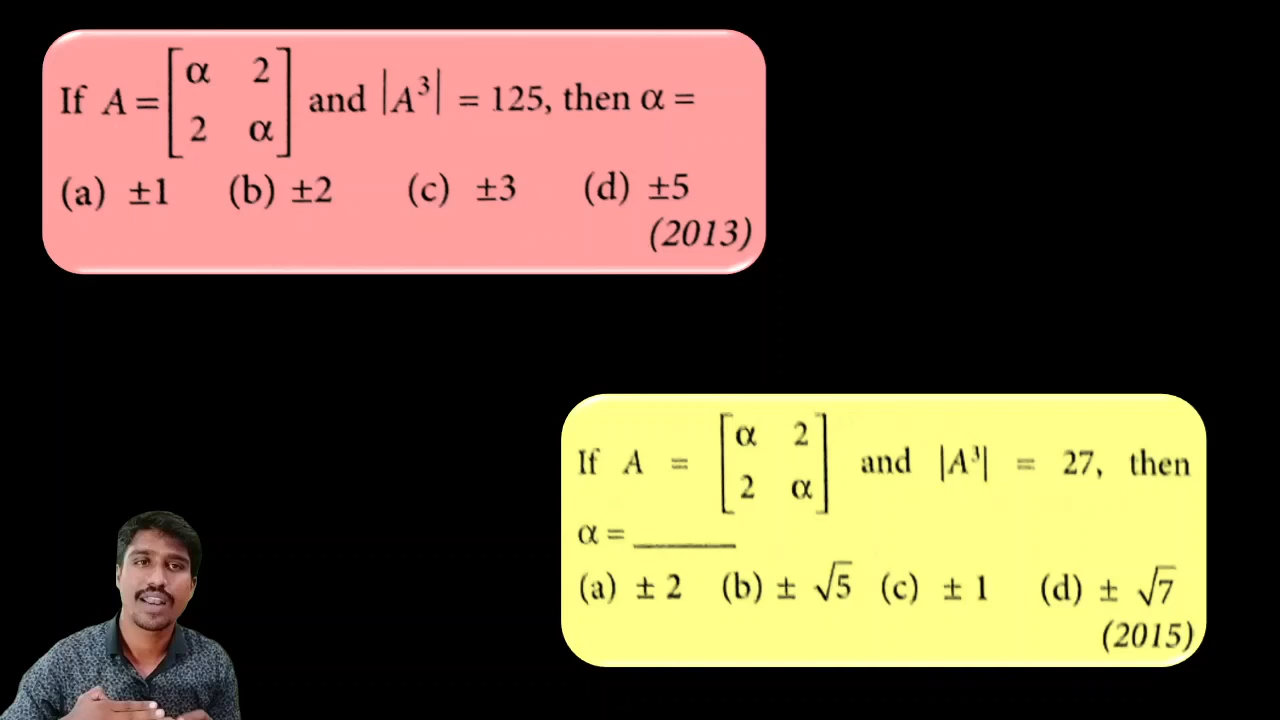 If A = [α 2
2 α] and |A³| = 125, then α =
(a) ±1 (b) ±2 (c) ±3 (d) ±5
(2013)
If A = [α 2
2 α] and |A³| = 27, then
α = ______
(a) ± 2 (b) ± √5 (c) ± 1 (d) ± √7
(2015)